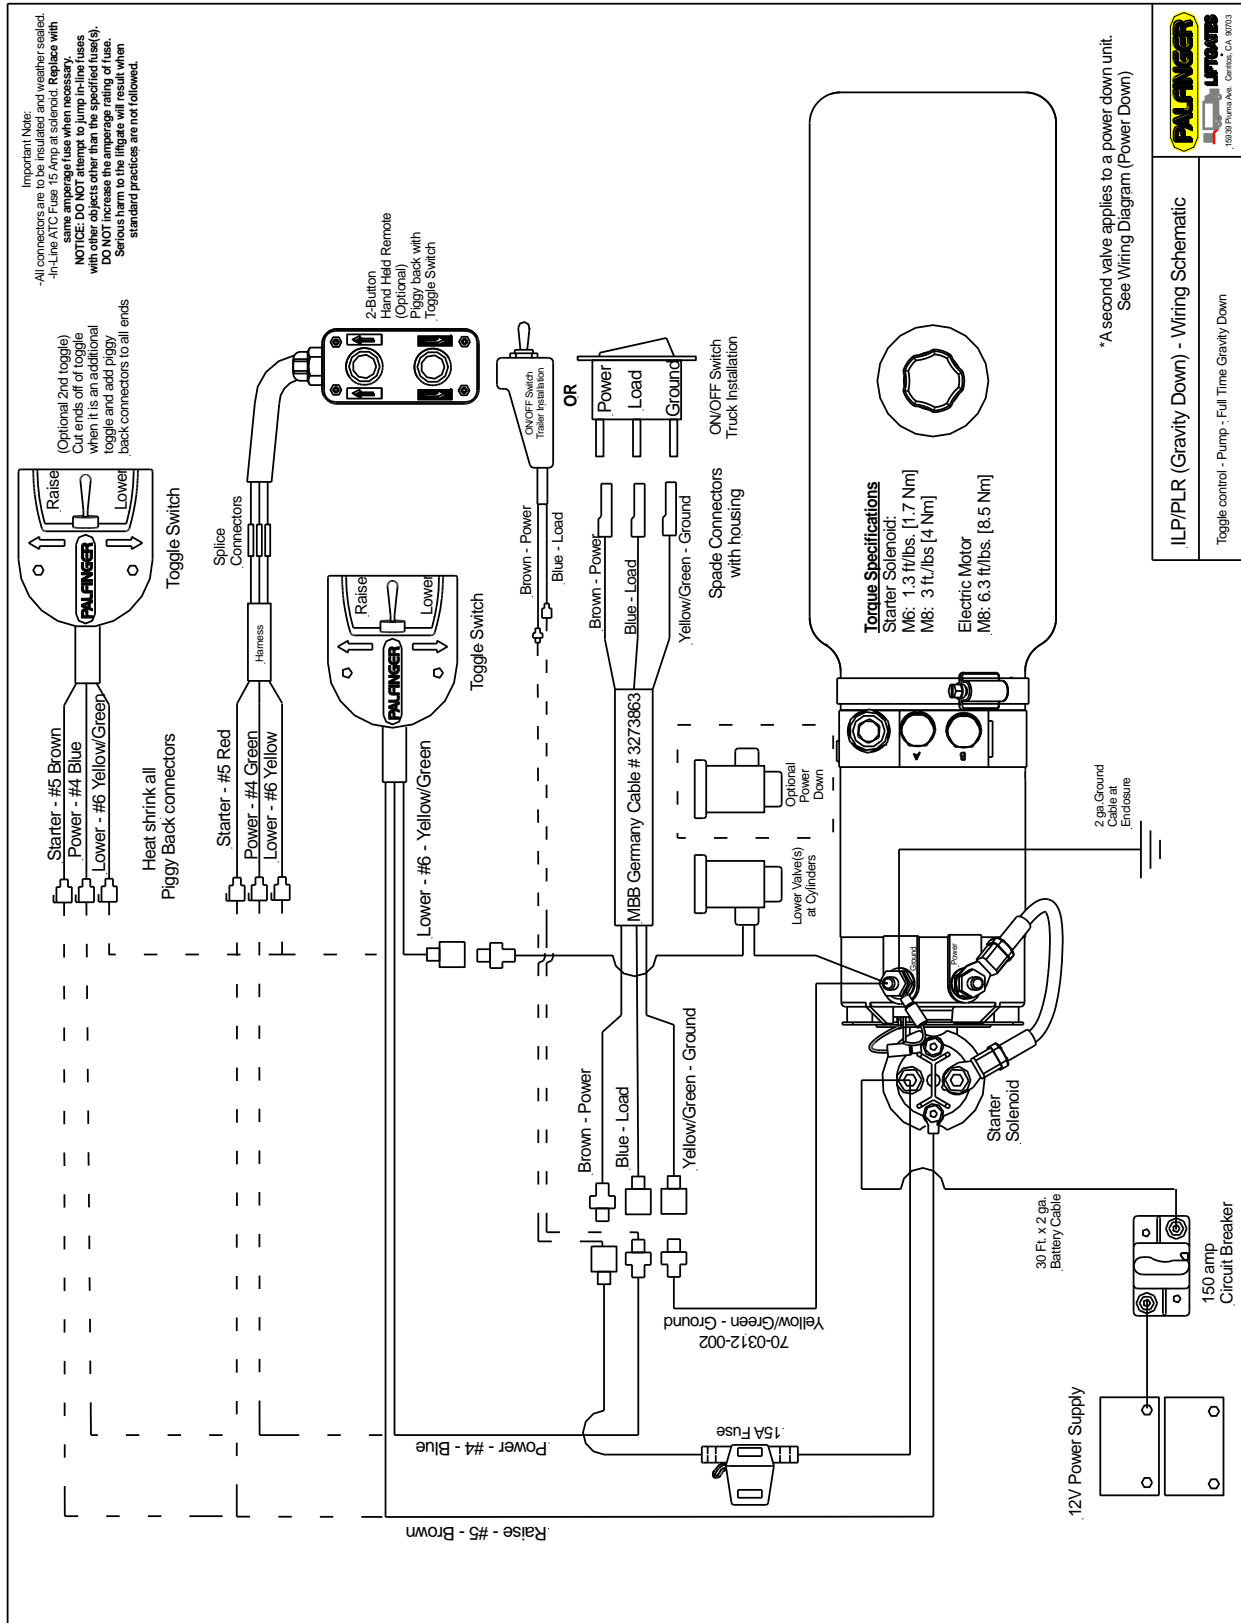 Important Note:
-All connectors are to be insulated and weather sealed.
-In-Line ATC Fuse 15 Amp at solenoid. Replace with
same amperage fuse when necessary.
NOTICE: DO NOT attempt to jump in-line fuses
with other objects other than the specified fuse(s).
DO NOT increase the amperage rating of fuse.
Serious harm to the liftgate will result when
standard practices are not followed.
(Optional 2nd toggle)
Cut ends off of toggle
when it is an additional
toggle and add piggy
back connectors to all ends
Raise
Lower
PALFINGER
Toggle Switch
Starter - #5 Brown
Power - #4 Blue
Lower - #6 Yellow/Green
Heat shrink all
Piggy Back connectors
2-Button
Hand Held Remote
(Optional)
Piggy back with
Toggle Switch
Splice
Connectors
Harness
Starter - #5 Red
Power - #4 Green
Lower - #6 Yellow
Raise
Lower
PALFINGER
Toggle Switch
Lower - #6 - Yellow/Green
ON/OFF Switch
Trailer Installation
Brown - Power
Blue - Load
OR
Power
Load
Ground
ON/OFF Switch
Truck Installation
Spade Connectors
with housing
Brown - Power
Blue - Load
Yellow/Green - Ground
MBB Germany Cable # 3273863
Brown - Power
Blue - Load
Yellow/Green - Ground
Optional
Power
Down
Lower Valve(s)
at Cylinders
Yellow/Green - Ground
70-0312-002
Power - #4 - Blue
Raise - #5 - Brown
15A Fuse
Torque Specifications
Starter Solenoid:
M6: 1.3 ft/lbs. [1.7 Nm]
M8: 3 ft/lbs [4 Nm]
Electric Motor
M8: 6.3 ft/lbs. [8.5 Nm]
A
B
Ground
Power
2 ga.Ground
Cable at
Enclosure
Starter
Solenoid
30 Ft. x 2 ga.
Battery Cable
150 amp
Circuit Breaker
12V Power Supply
*A second valve applies to a power down unit.
See Wiring Diagram (Power Down)
PALFINGER
LIFTGATES
15939 Piuma Ave. Cerritos, CA 90703
ILP/PLR (Gravity Down) - Wiring Schematic
Toggle control - Pump - Full Time Gravity Down